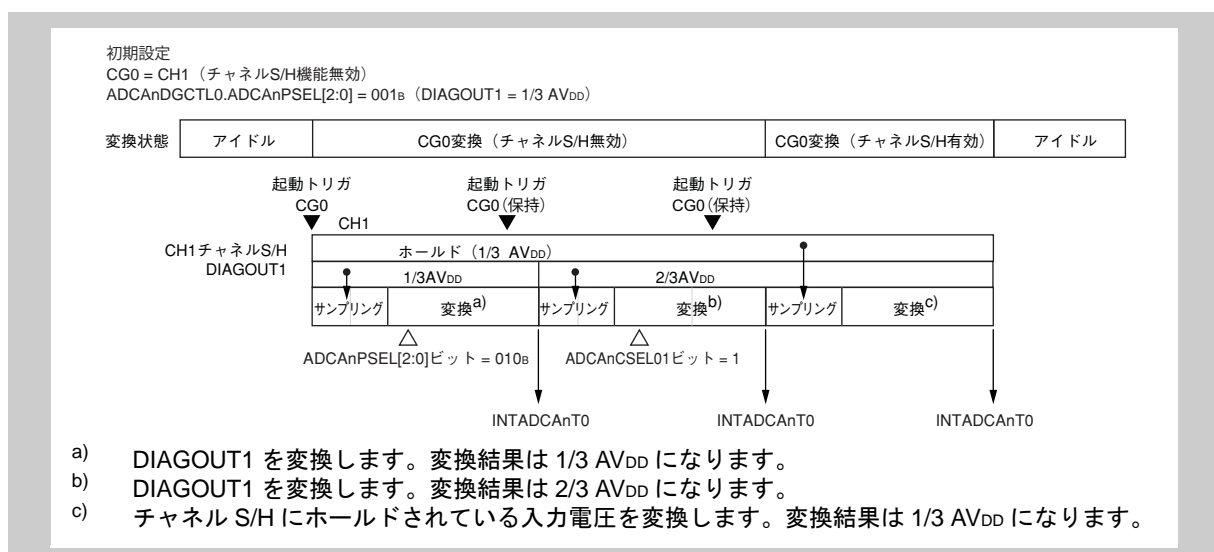 初期設定
CG0 = CH1（チャネルS/H機能無効）
ADCAnDGCTL0.ADCAnPSEL[2:0] = 001B（DIAGOUT1 = 1/3 AVDD）
変換状態 アイドル CG0変換（チャネルS/H無効） CG0変換（チャネルS/H有効） アイドル
起動トリガ 起動トリガ 起動トリガ
CG0 CG0(保持) CG0(保持)
CH1
CH1チャネルS/H ホールド（1/3 AVDD）
DIAGOUT1 1/3AVDD 2/3AVDD
サンプリング 変換a) サンプリング 変換b) サンプリング 変換c)
ADCAnPSEL[2:0]ビット = 010B ADCAnCSEL01ビット = 1
INTADCAnT0 INTADCAnT0 INTADCAnT0
a) DIAGOUT1 を変換します。変換結果は 1/3 AVDD になります。
b) DIAGOUT1 を変換します。変換結果は 2/3 AVDD になります。
c) チャネル S/H にホールドされている入力電圧を変換します。変換結果は 1/3 AVDD になります。